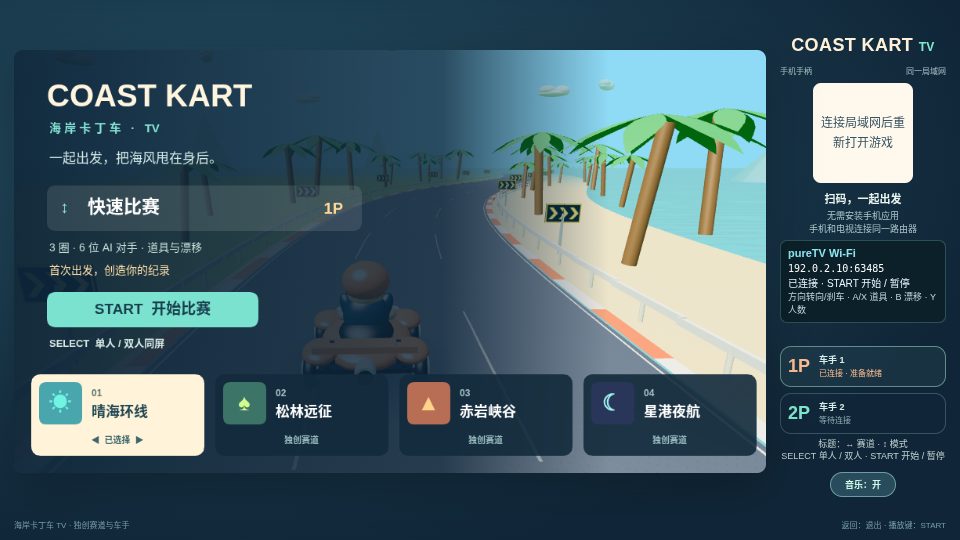 COAST KART
海岸卡丁车 · TV
一起出发，把海风甩在身后。
↕ 快速比赛 1P
3 圈 · 6 位 AI 对手 · 道具与漂移
首次出发，创造你的纪录
START 开始比赛
SELECT 单人 / 双人同屏
01
晴海环线
◀ 已选择 ▶
02
松林远征
独创赛道
03
赤岩峡谷
独创赛道
04
星港夜航
独创赛道
COAST KART TV
手机手柄 同一局域网
连接局域网后重
新打开游戏
扫码，一起出发
无需安装手机应用
手机和电视连接同一路由器
pureTV Wi-Fi
192.0.2.10:63485
已连接 · START 开始 / 暂停
方向转向/刹车 · A/X 道具 · B 漂移 · Y
人数
1P 车手 1
已连接 · 准备就绪
2P 车手 2
等待连接
标题: ↔ 赛道 · ↕ 模式
SELECT 单人 / 双人 · START 开始 / 暂停
音乐: 开
海岸卡丁车 TV · 独创赛道与车手
返回: 退出 · 播放键: START